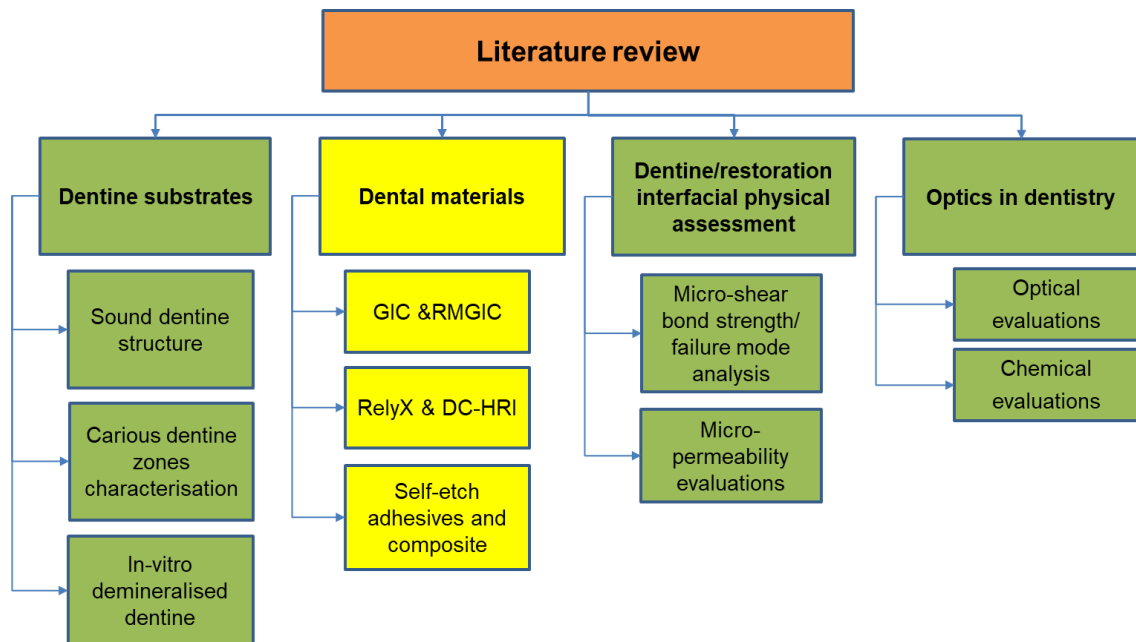 Literature review
Dentine substrates
Sound dentine
structure
Carious dentine
zones
characterisation
In-vitro
demineralised
dentine
Dental materials
GIC &RMGIC
RelyX & DC-HRI
Self-etch
adhesives and
composite
Dentine/restoration
interfacial physical
assessment
Micro-shear
bond strength/
failure mode
analysis
Micro-
permeability
evaluations
Optics in dentistry
Optical
evaluations
Chemical
evaluations